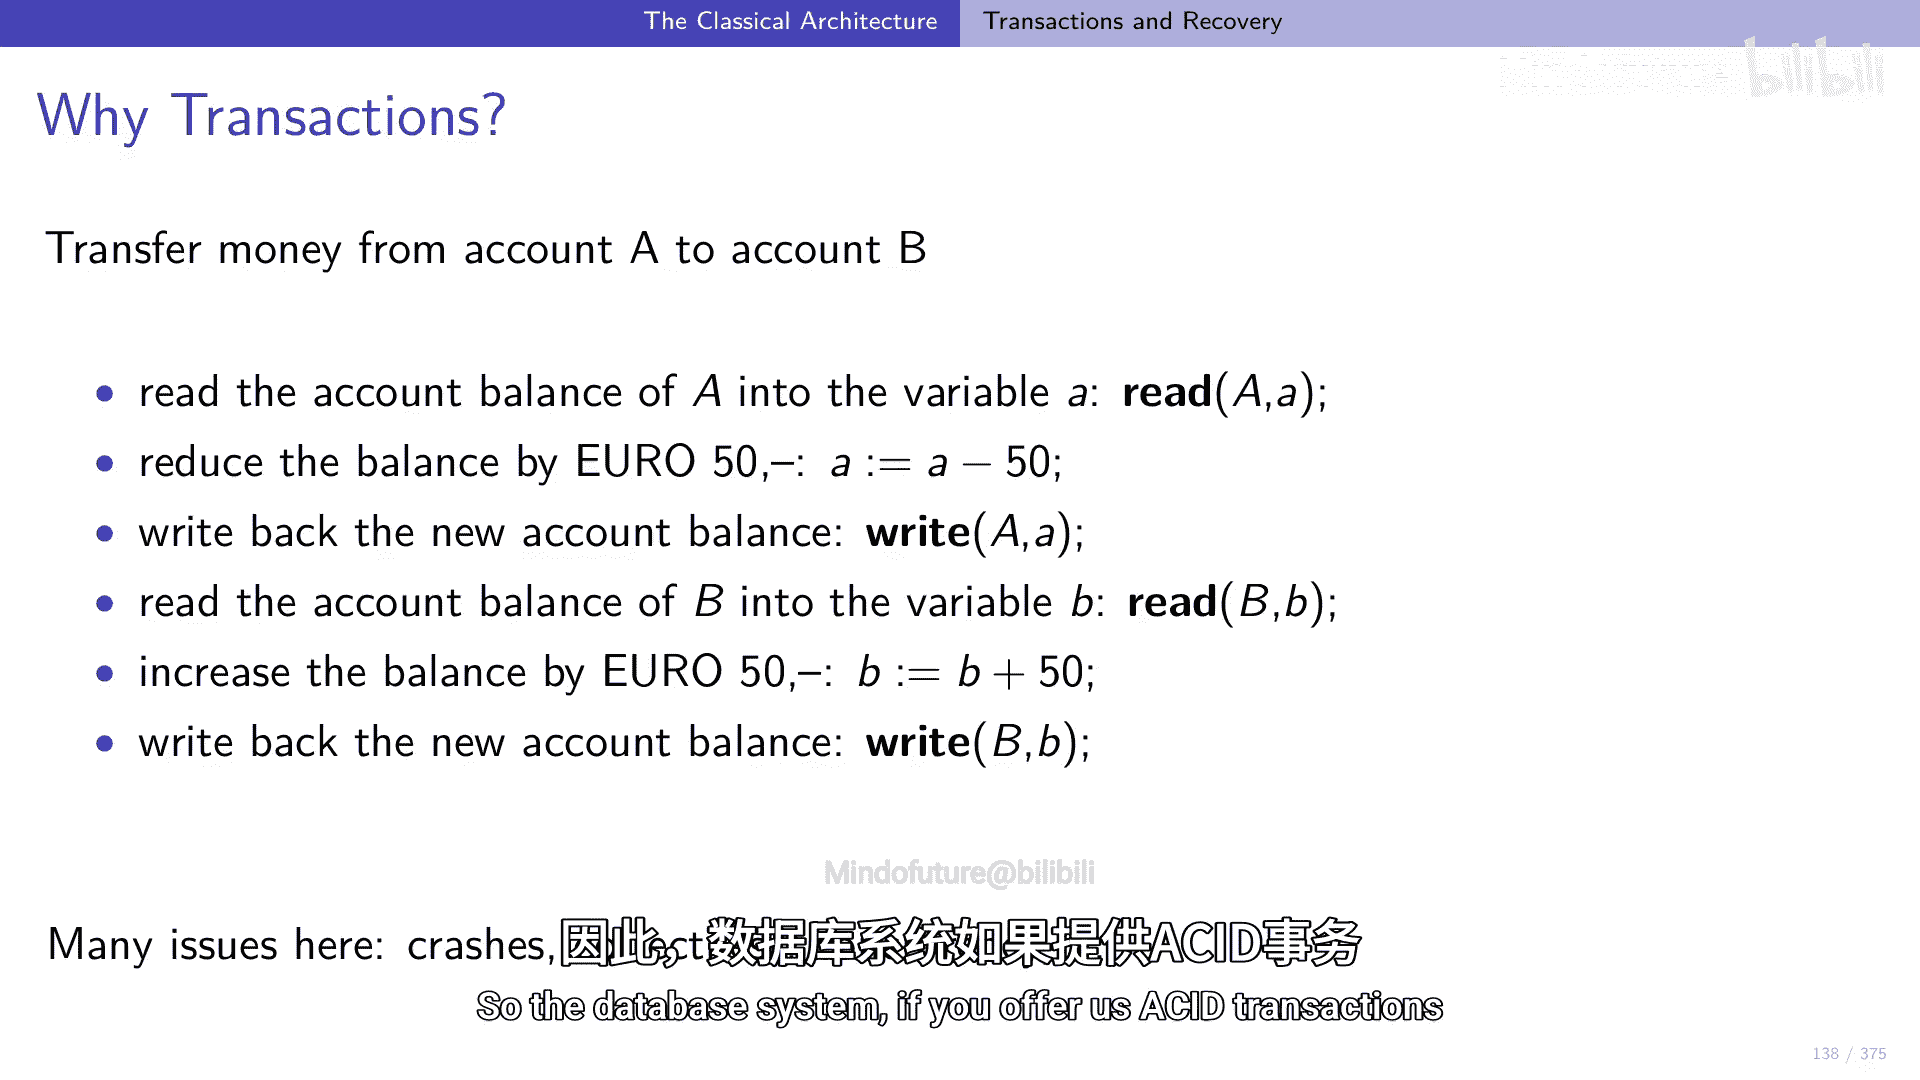 The Classical Architecture
Transactions and Recovery
bilibili
Why Transactions?
Transfer money from account A to account B
• read the account balance of A into the variable a: read(A,a);
• reduce the balance by EURO 50,–: a := a − 50;
• write back the new account balance: write(A,a);
• read the account balance of B into the variable b: read(B,b);
• increase the balance by EURO 50,–: b := b + 50;
• write back the new account balance: write(B,b);
Mindofuture@bilibili
Many issues here: crashes,
因此，数据库系统如果提供ACID事务
So the database system, if you offer us ACID transactions
138 / 375